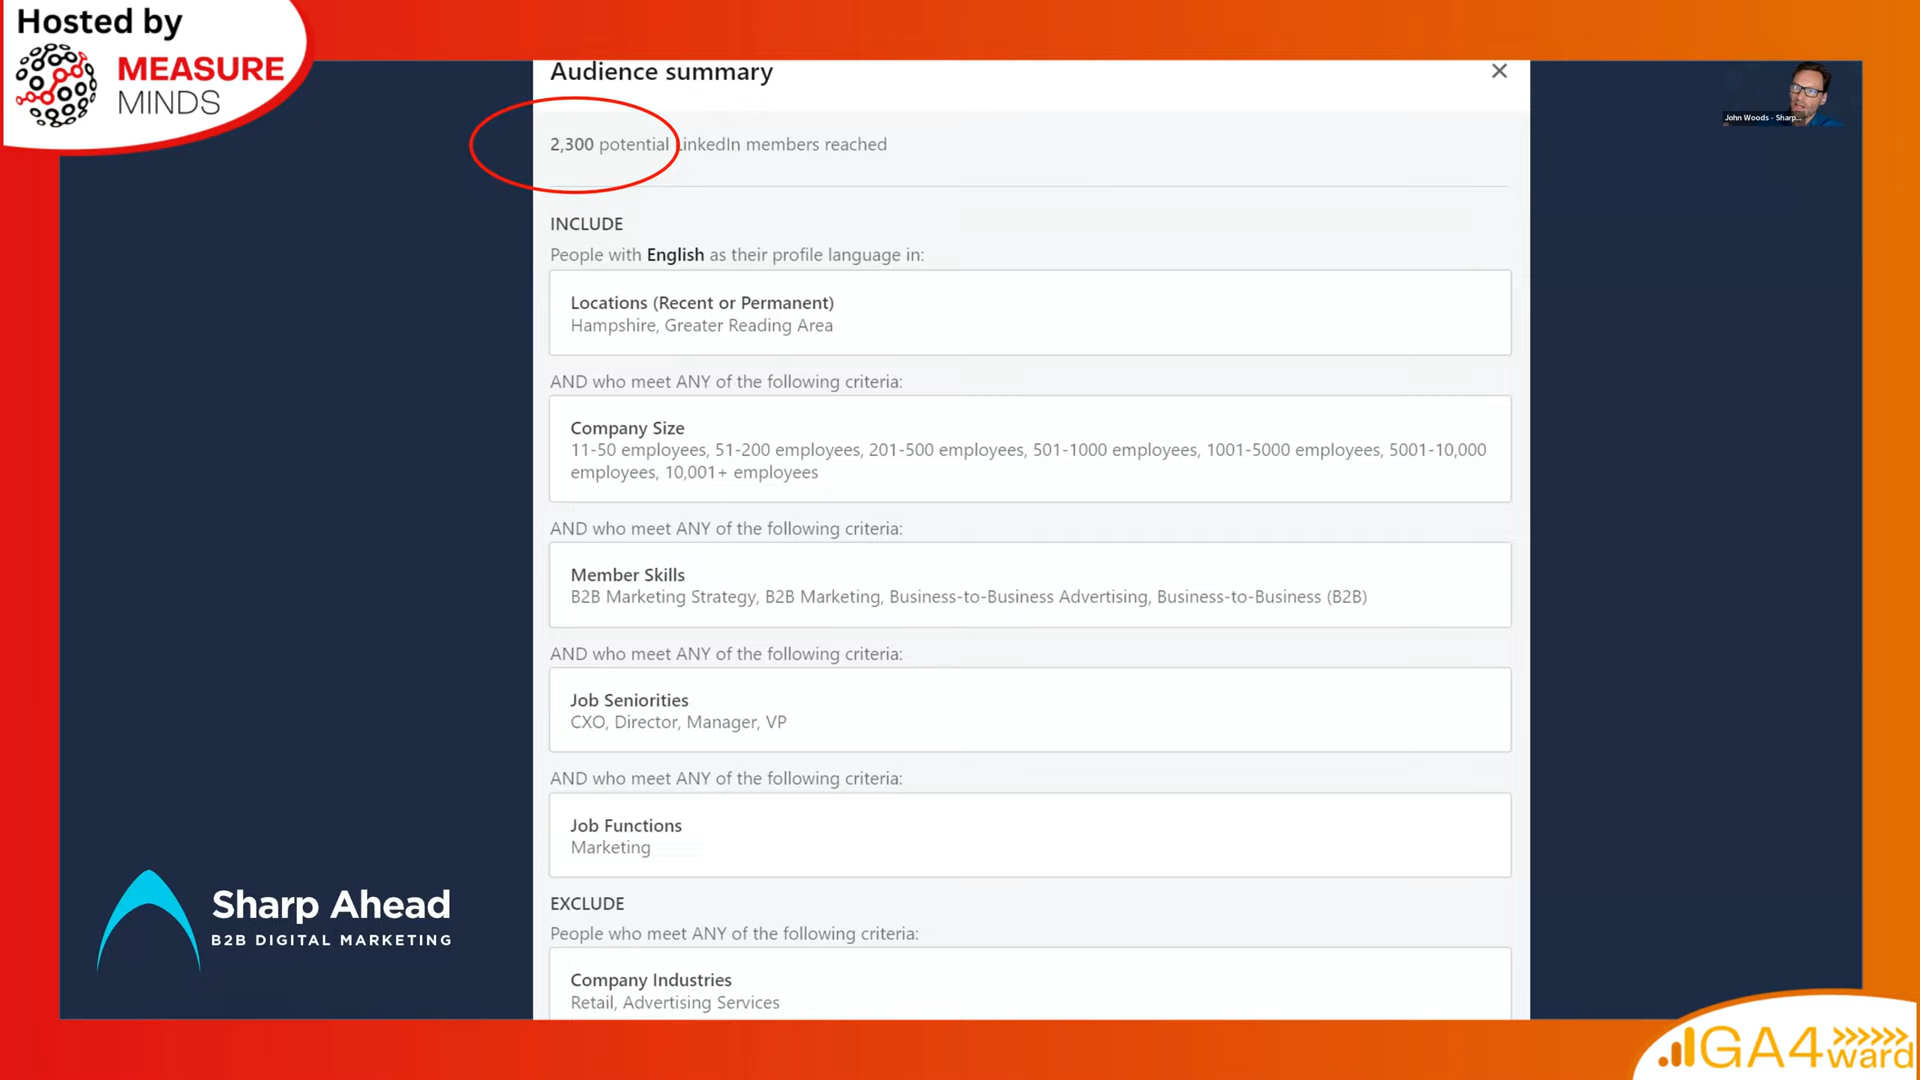 Hosted by
MEASURE
MINDS
Audience summary
John Woods - Sharp...
2,300 potential LinkedIn members reached
INCLUDE
People with English as their profile language in:
Locations (Recent or Permanent)
Hampshire, Greater Reading Area
AND who meet ANY of the following criteria:
Company Size
11-50 employees, 51-200 employees, 201-500 employees, 501-1000 employees, 1001-5000 employees, 5001-10,000
employees, 10,001+ employees
AND who meet ANY of the following criteria:
Member Skills
B2B Marketing Strategy, B2B Marketing, Business-to-Business Advertising, Business-to-Business (B2B)
AND who meet ANY of the following criteria:
Job Seniorities
CXO, Director, Manager, VP
AND who meet ANY of the following criteria:
Job Functions
Marketing
EXCLUDE
People who meet ANY of the following criteria:
Company Industries
Retail, Advertising Services
Sharp Ahead
B2B DIGITAL MARKETING
GA4ward